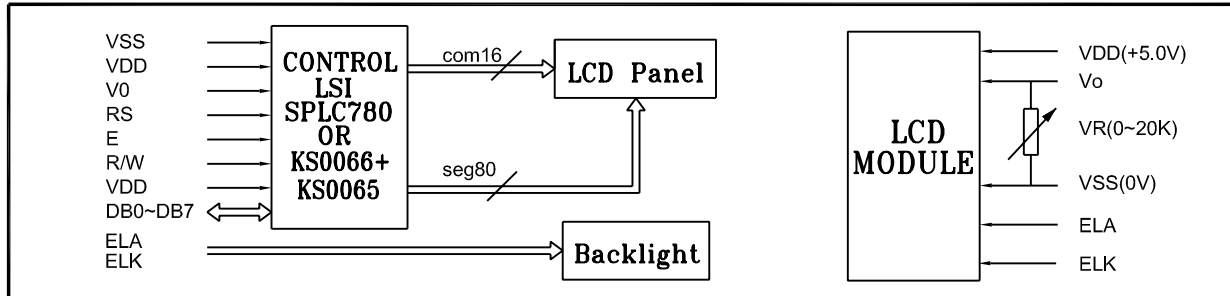 VSS
VDD
V0
RS
E
R/W
VDD
DB0~DB7
ELA
ELK
CONTROL
LSI
SPLC780
OR
KS0066+
KS0065
com16
seg80
LCD Panel
Backlight
LCD
MODULE
VDD(+5.0V)
Vo
VR(0~20K)
VSS(0V)
ELA
ELK